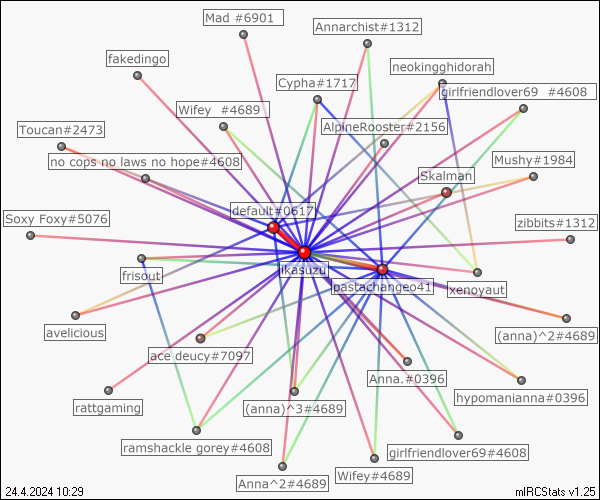 Mad #6901
Annarchist#1312
fakedingo
neokingghidorah
Cypha#1717
girlfriendlover69 #4608
Wifey #4689
AlpineRooster#2156
Toucan#2473
no cops no laws no hope#4608
Mushy#1984
Skalman
default#0617
Soxy Foxy#5076
zibbits#1312
ikasuzu
frisout
pastachangeo41
xenoyaut
avelicious
(anna)^2#4689
ace deucy#7097
Anna.#0396
hypomanianna#0396
rattgaming
(anna)^3#4689
ramshackle gorey#4608
girlfriendlover69#4608
Anna^2#4689
Wifey#4689
24.4.2024 10:29
mIRCStats v1.25